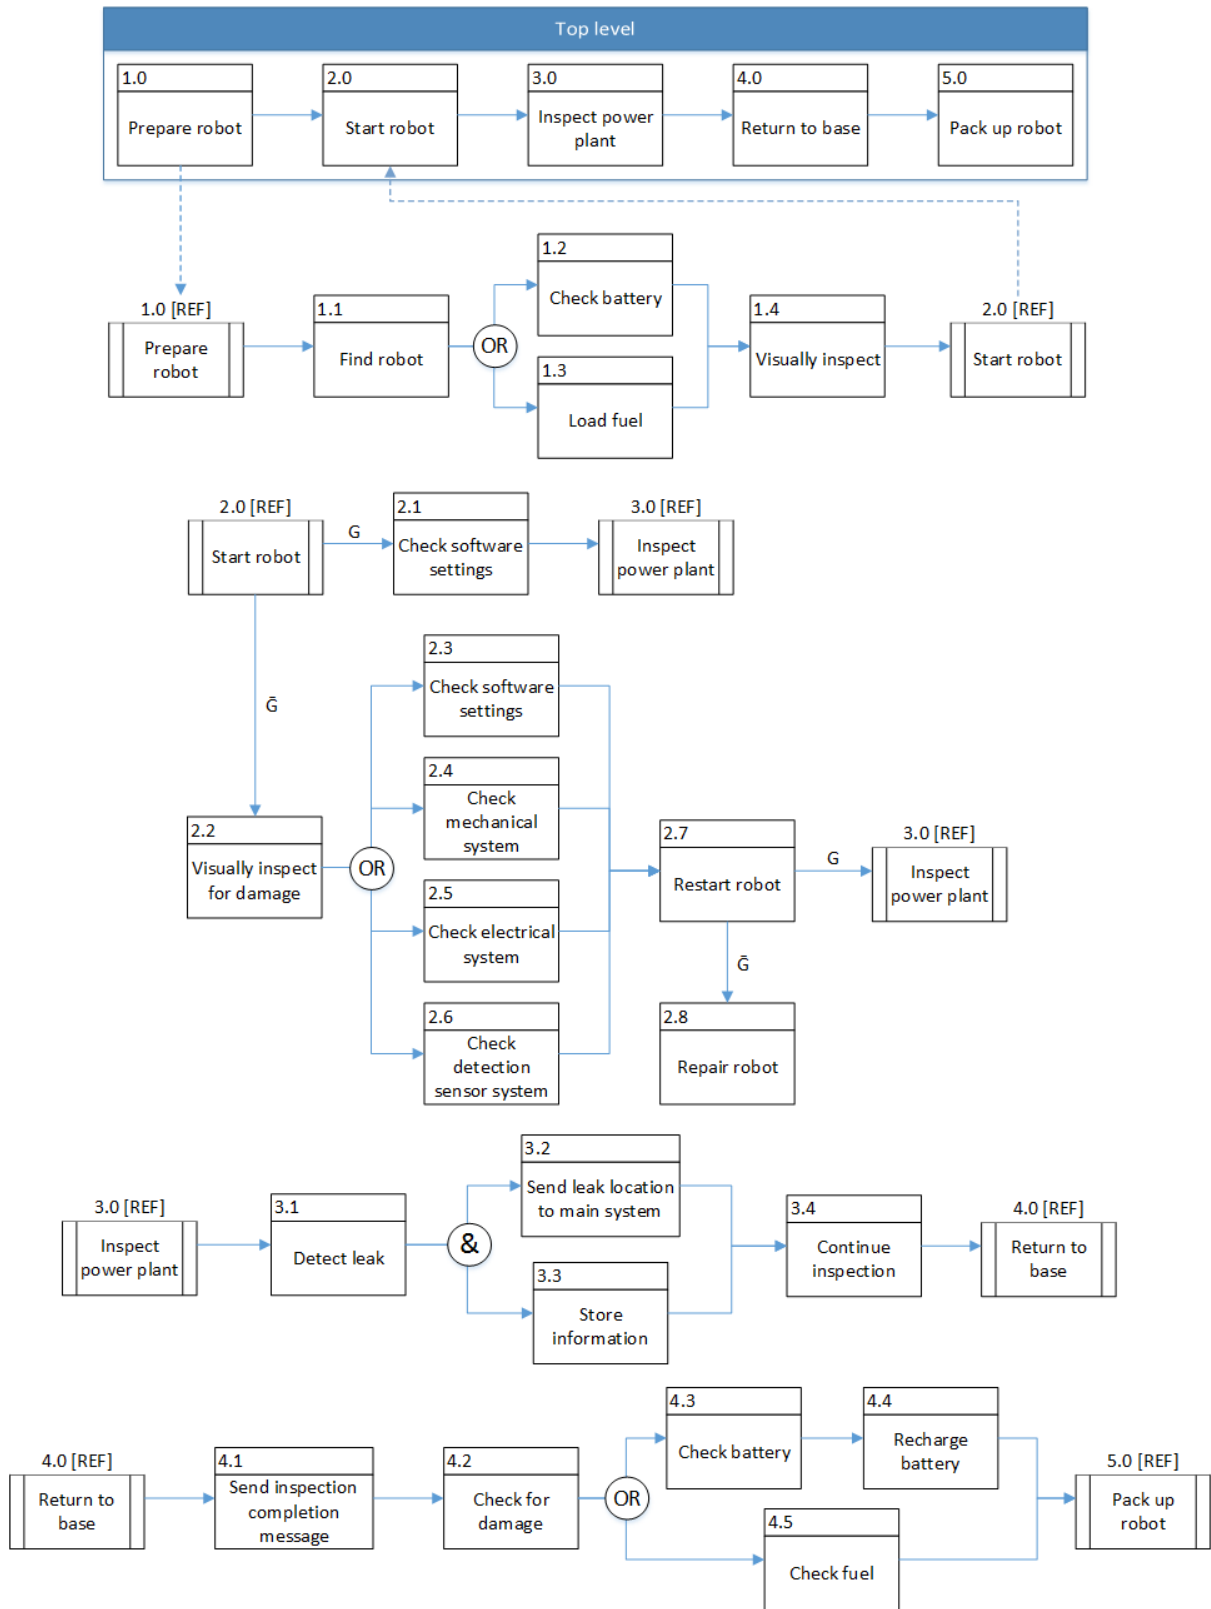 Top level
1.0
Prepare robot
2.0
Start robot
3.0
Inspect power
plant
4.0
Return to base
5.0
Pack up robot
1.0 [REF]
Prepare
robot
1.1
Find robot
OR
1.2
Check battery
1.3
Load fuel
1.4
Visually inspect
2.0 [REF]
Start robot
2.0 [REF]
Start robot
G
2.1
Check software
settings
3.0 [REF]
Inspect
power plant
Ḡ
2.2
Visually inspect
for damage
OR
2.3
Check software
settings
2.4
Check
mechanical
system
2.5
Check electrical
system
2.6
Check
detection
sensor system
2.7
Restart robot
G
3.0 [REF]
Inspect
power plant
Ḡ
2.8
Repair robot
3.0 [REF]
Inspect
power plant
3.1
Detect leak
&
3.2
Send leak location
to main system
3.3
Store
information
3.4
Continue
inspection
4.0 [REF]
Return to
base
4.0 [REF]
Return to
base
4.1
Send inspection
completion
message
4.2
Check for
damage
OR
4.3
Check battery
4.4
Recharge
battery
4.5
Check fuel
5.0 [REF]
Pack up
robot